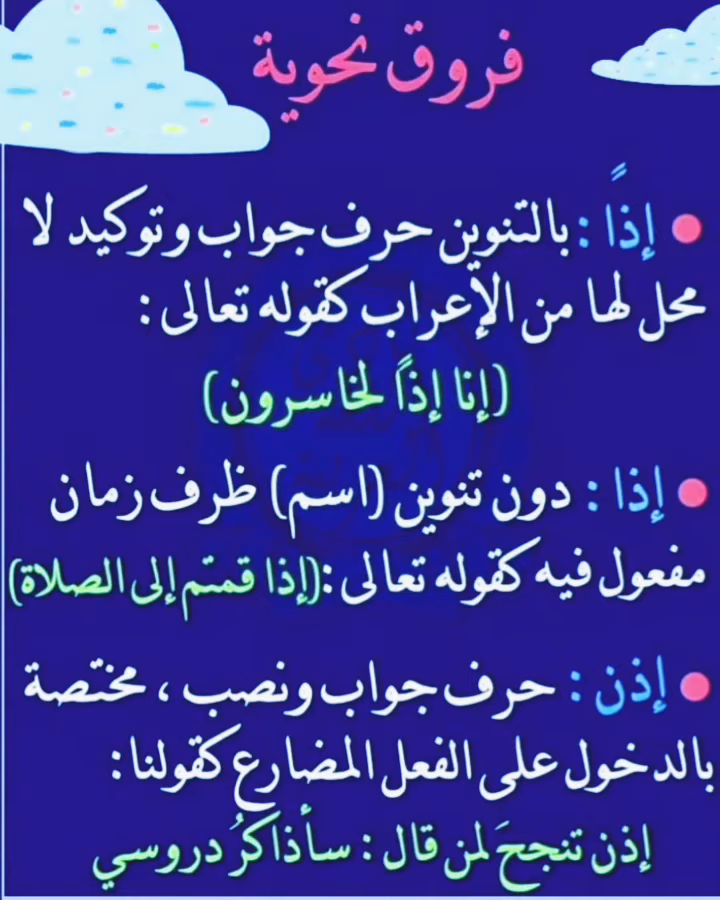 فروق نحوية
إذاً : بالتنوين حرف جواب وتوكيد لا
محل لها من الإعراب كقوله تعالى :
(إنا إذاً لخاسرون)
إذا : دون تنوين (اسم) ظرف زمان
مفعول فيه كقوله تعالى :(إذا قمتم إلى الصلاة)
إذن : حرف جواب ونصب ، مختصة
بالدخول على الفعل المضارع كقولنا :
إذن تنجحَ لمن قال : سأذاكرُ دروسي